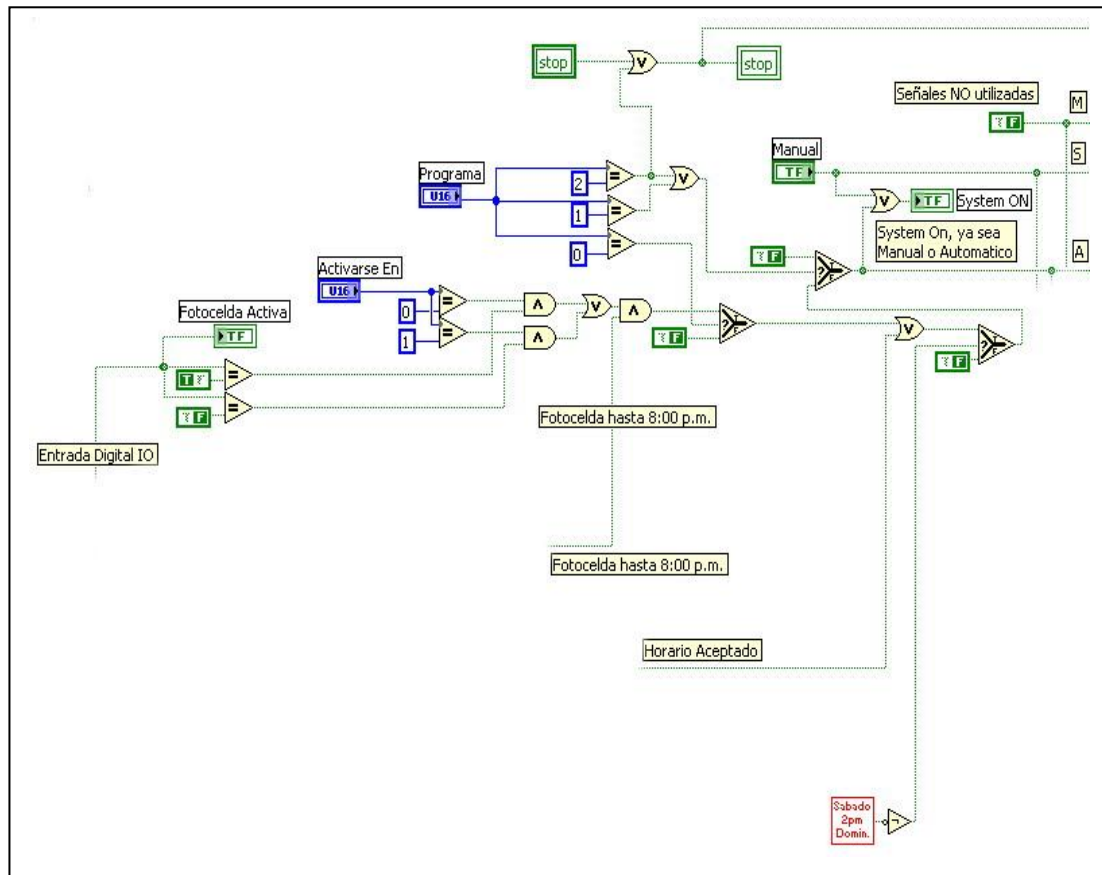 stop
V
stop
Señales NO utilizadas
F
M
Manual
TF
S
Programa
U16
2
=
V
1
=
0
=
V
TF
System ON
System On, ya sea
Manual o Automatico
F
? T F
A
Activarse En
U16
0
=
1
=
Λ
V
Λ
Λ
F
? T F
V
F
? T F
Fotocelda Activa
TF
T F
=
F
=
Fotocelda hasta 8:00 p.m.
Entrada Digital IO
Fotocelda hasta 8:00 p.m.
Horario Aceptado
Sabado
2pm
Domin.
¬